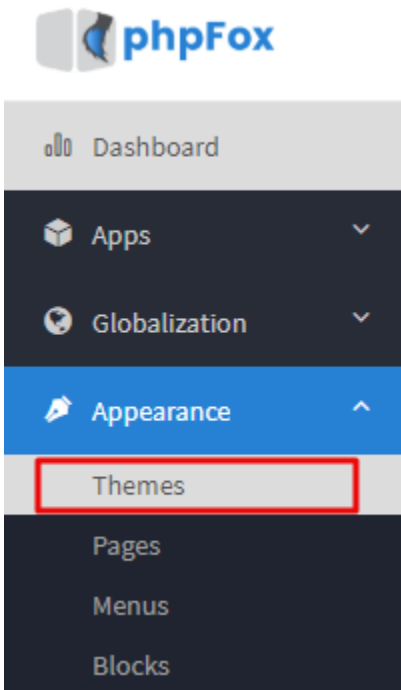 phpFox
Dashboard
Apps
Globalization
Appearance
Themes
Pages
Menus
Blocks